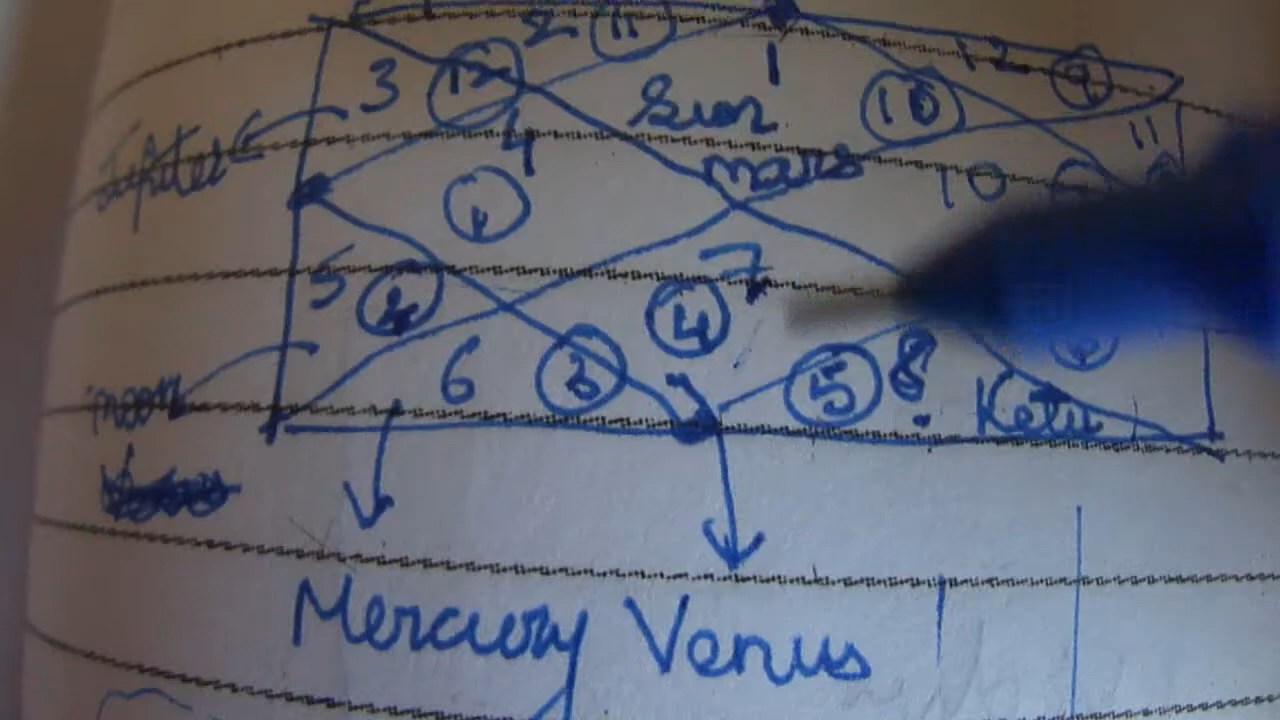 2 11 1 12 9
3 12 Sun 10 11
Jupiter 4 mars 10
1
5 2 7
4
moon 6 3 5 8 Ketu
Mercury Venus